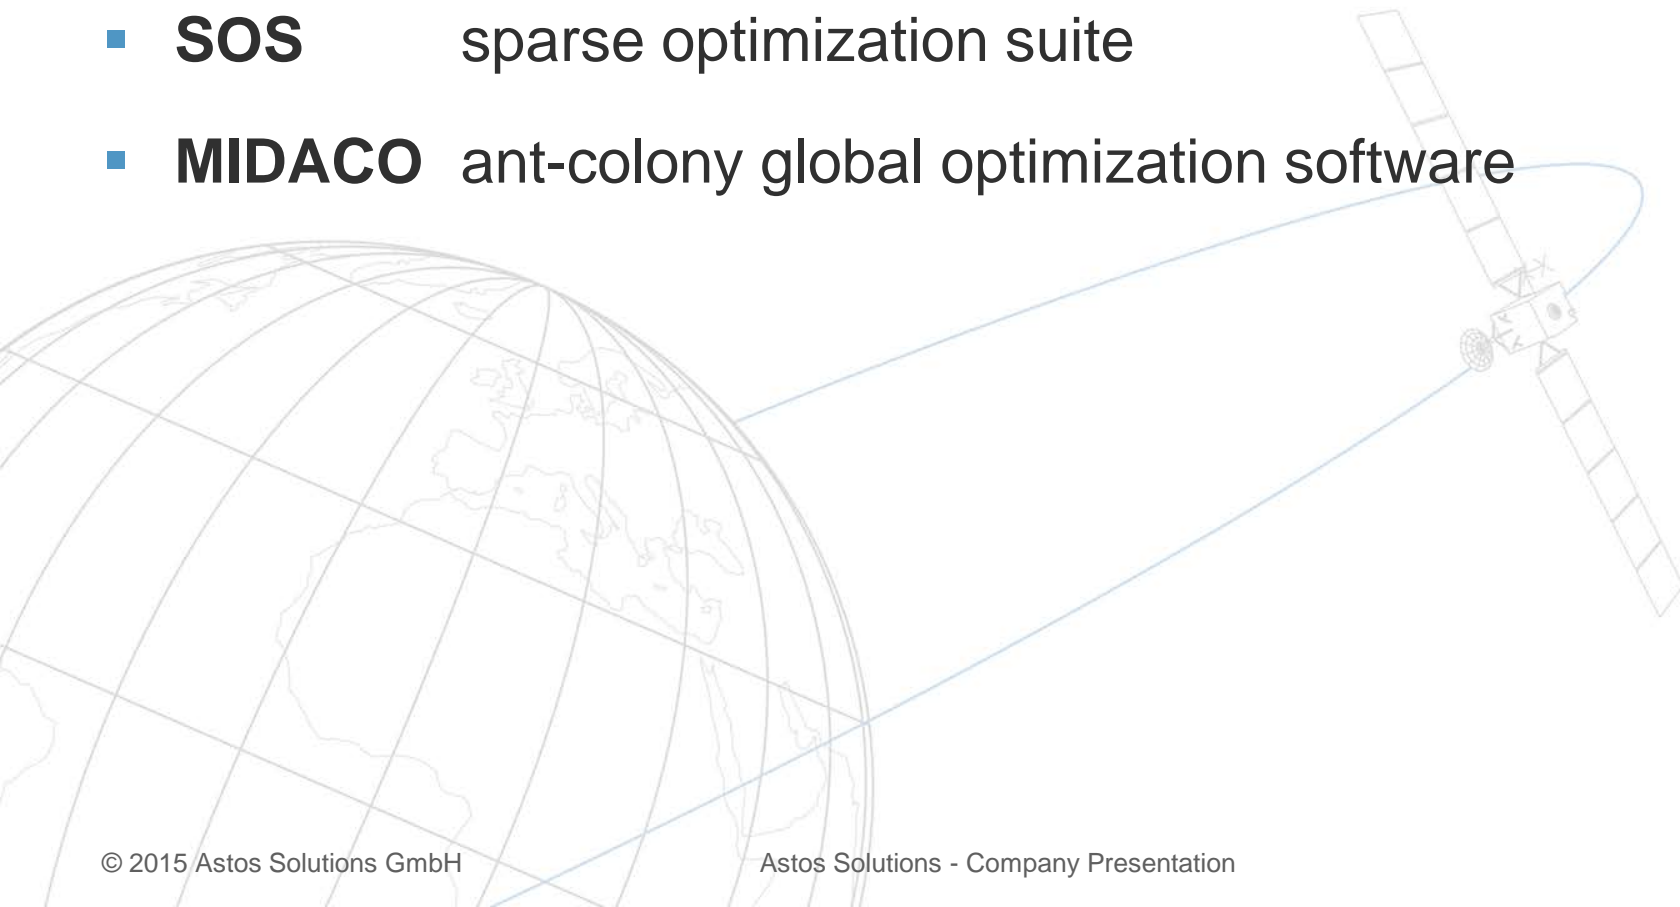 SOS sparse optimization suite
MIDACO ant-colony global optimization software
© 2015 Astos Solutions GmbH Astos Solutions - Company Presentation